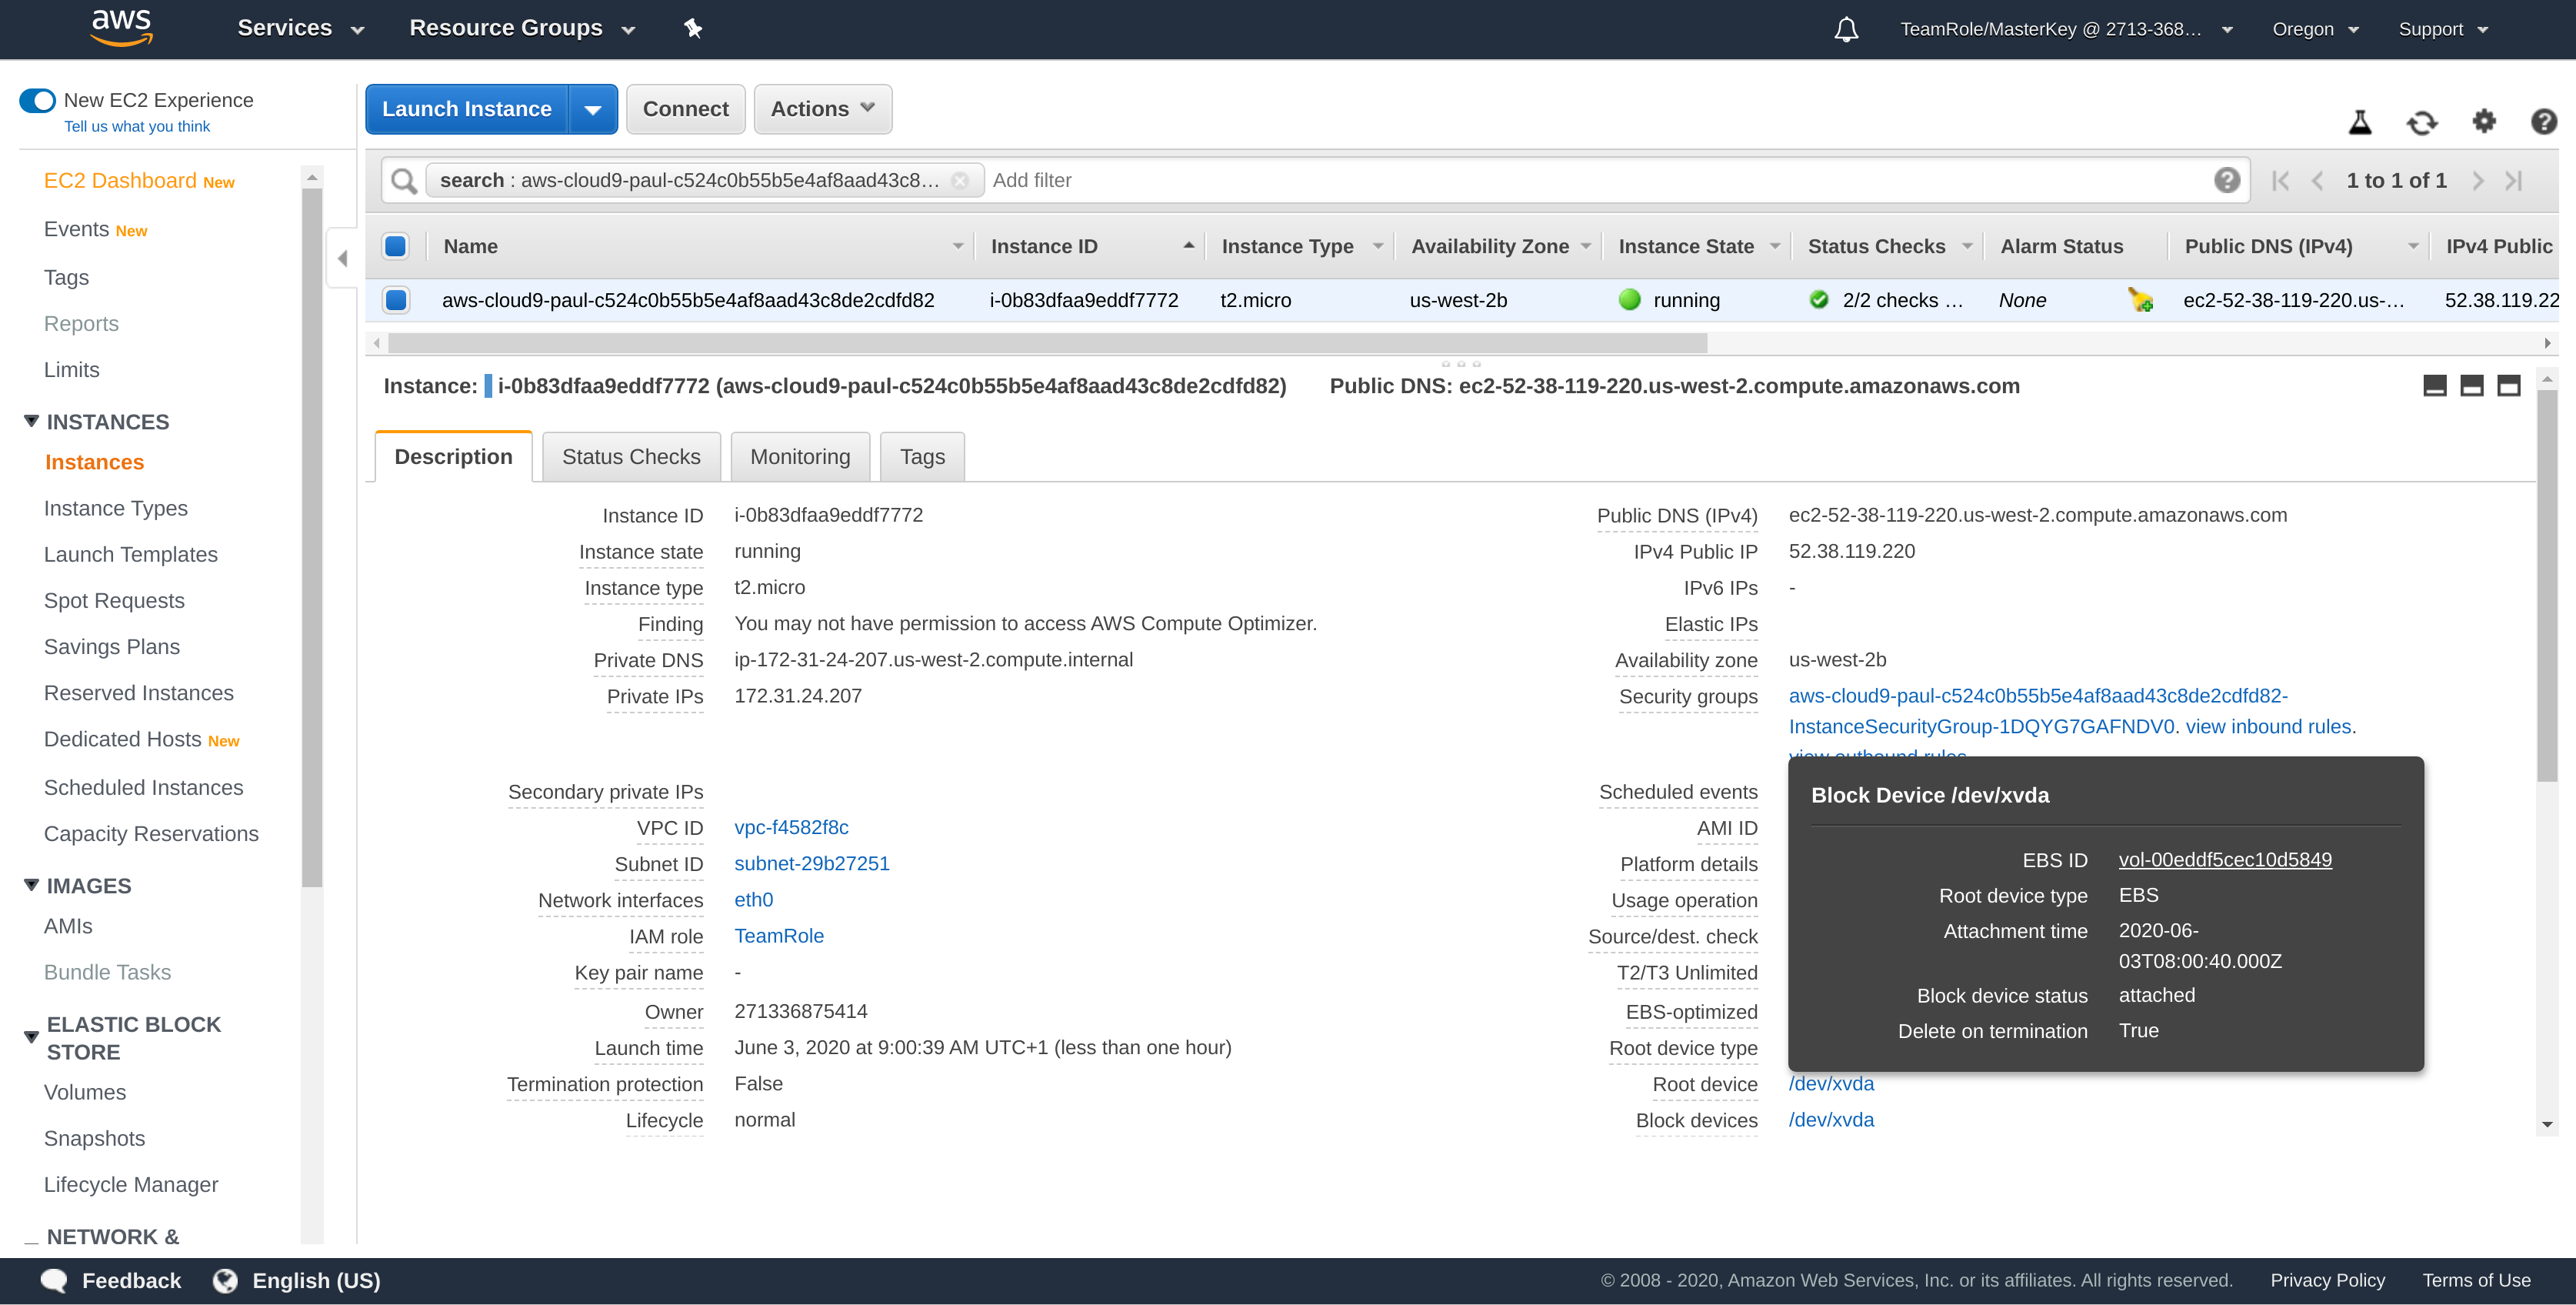 aws Services Resource Groups TeamRole/MasterKey @ 2713-368... Oregon Support
New EC2 Experience
Tell us what you think
EC2 Dashboard New
Events New
Tags
Reports
Limits
INSTANCES
Instances
Instance Types
Launch Templates
Spot Requests
Savings Plans
Reserved Instances
Dedicated Hosts New
Scheduled Instances
Capacity Reservations
IMAGES
AMIs
Bundle Tasks
ELASTIC BLOCK
STORE
Volumes
Snapshots
Lifecycle Manager
NETWORK &
Launch Instance Connect Actions
search : aws-cloud9-paul-c524c0b55b5e4af8aad43c8... Add filter 1 to 1 of 1
Name Instance ID Instance Type Availability Zone Instance State Status Checks Alarm Status Public DNS (IPv4) IPv4 Public
aws-cloud9-paul-c524c0b55b5e4af8aad43c8de2cdfd82 i-0b83dfaa9eddf7772 t2.micro us-west-2b running 2/2 checks ... None ec2-52-38-119-220.us-... 52.38.119.22
Instance: i-0b83dfaa9eddf7772 (aws-cloud9-paul-c524c0b55b5e4af8aad43c8de2cdfd82) Public DNS: ec2-52-38-119-220.us-west-2.compute.amazonaws.com
Description Status Checks Monitoring Tags
Instance ID i-0b83dfaa9eddf7772
Instance state running
Instance type t2.micro
Finding You may not have permission to access AWS Compute Optimizer.
Private DNS ip-172-31-24-207.us-west-2.compute.internal
Private IPs 172.31.24.207
Secondary private IPs
VPC ID vpc-f4582f8c
Subnet ID subnet-29b27251
Network interfaces eth0
IAM role TeamRole
Key pair name -
Owner 271336875414
Launch time June 3, 2020 at 9:00:39 AM UTC+1 (less than one hour)
Termination protection False
Lifecycle normal
Public DNS (IPv4) ec2-52-38-119-220.us-west-2.compute.amazonaws.com
IPv4 Public IP 52.38.119.220
IPv6 IPs -
Elastic IPs
Availability zone us-west-2b
Security groups aws-cloud9-paul-c524c0b55b5e4af8aad43c8de2cdfd82-
InstanceSecurityGroup-1DQYG7GAFNDV0. view inbound rules.
view outbound rules
Scheduled events
AMI ID
Platform details
Usage operation
Source/dest. check
T2/T3 Unlimited
EBS-optimized
Root device type
Root device /dev/xvda
Block devices /dev/xvda
Block Device /dev/xvda
EBS ID vol-00eddf5cec10d5849
Root device type EBS
Attachment time 2020-06-
03T08:00:40.000Z
Block device status attached
Delete on termination True
Feedback English (US) © 2008 - 2020, Amazon Web Services, Inc. or its affiliates. All rights reserved. Privacy Policy Terms of Use